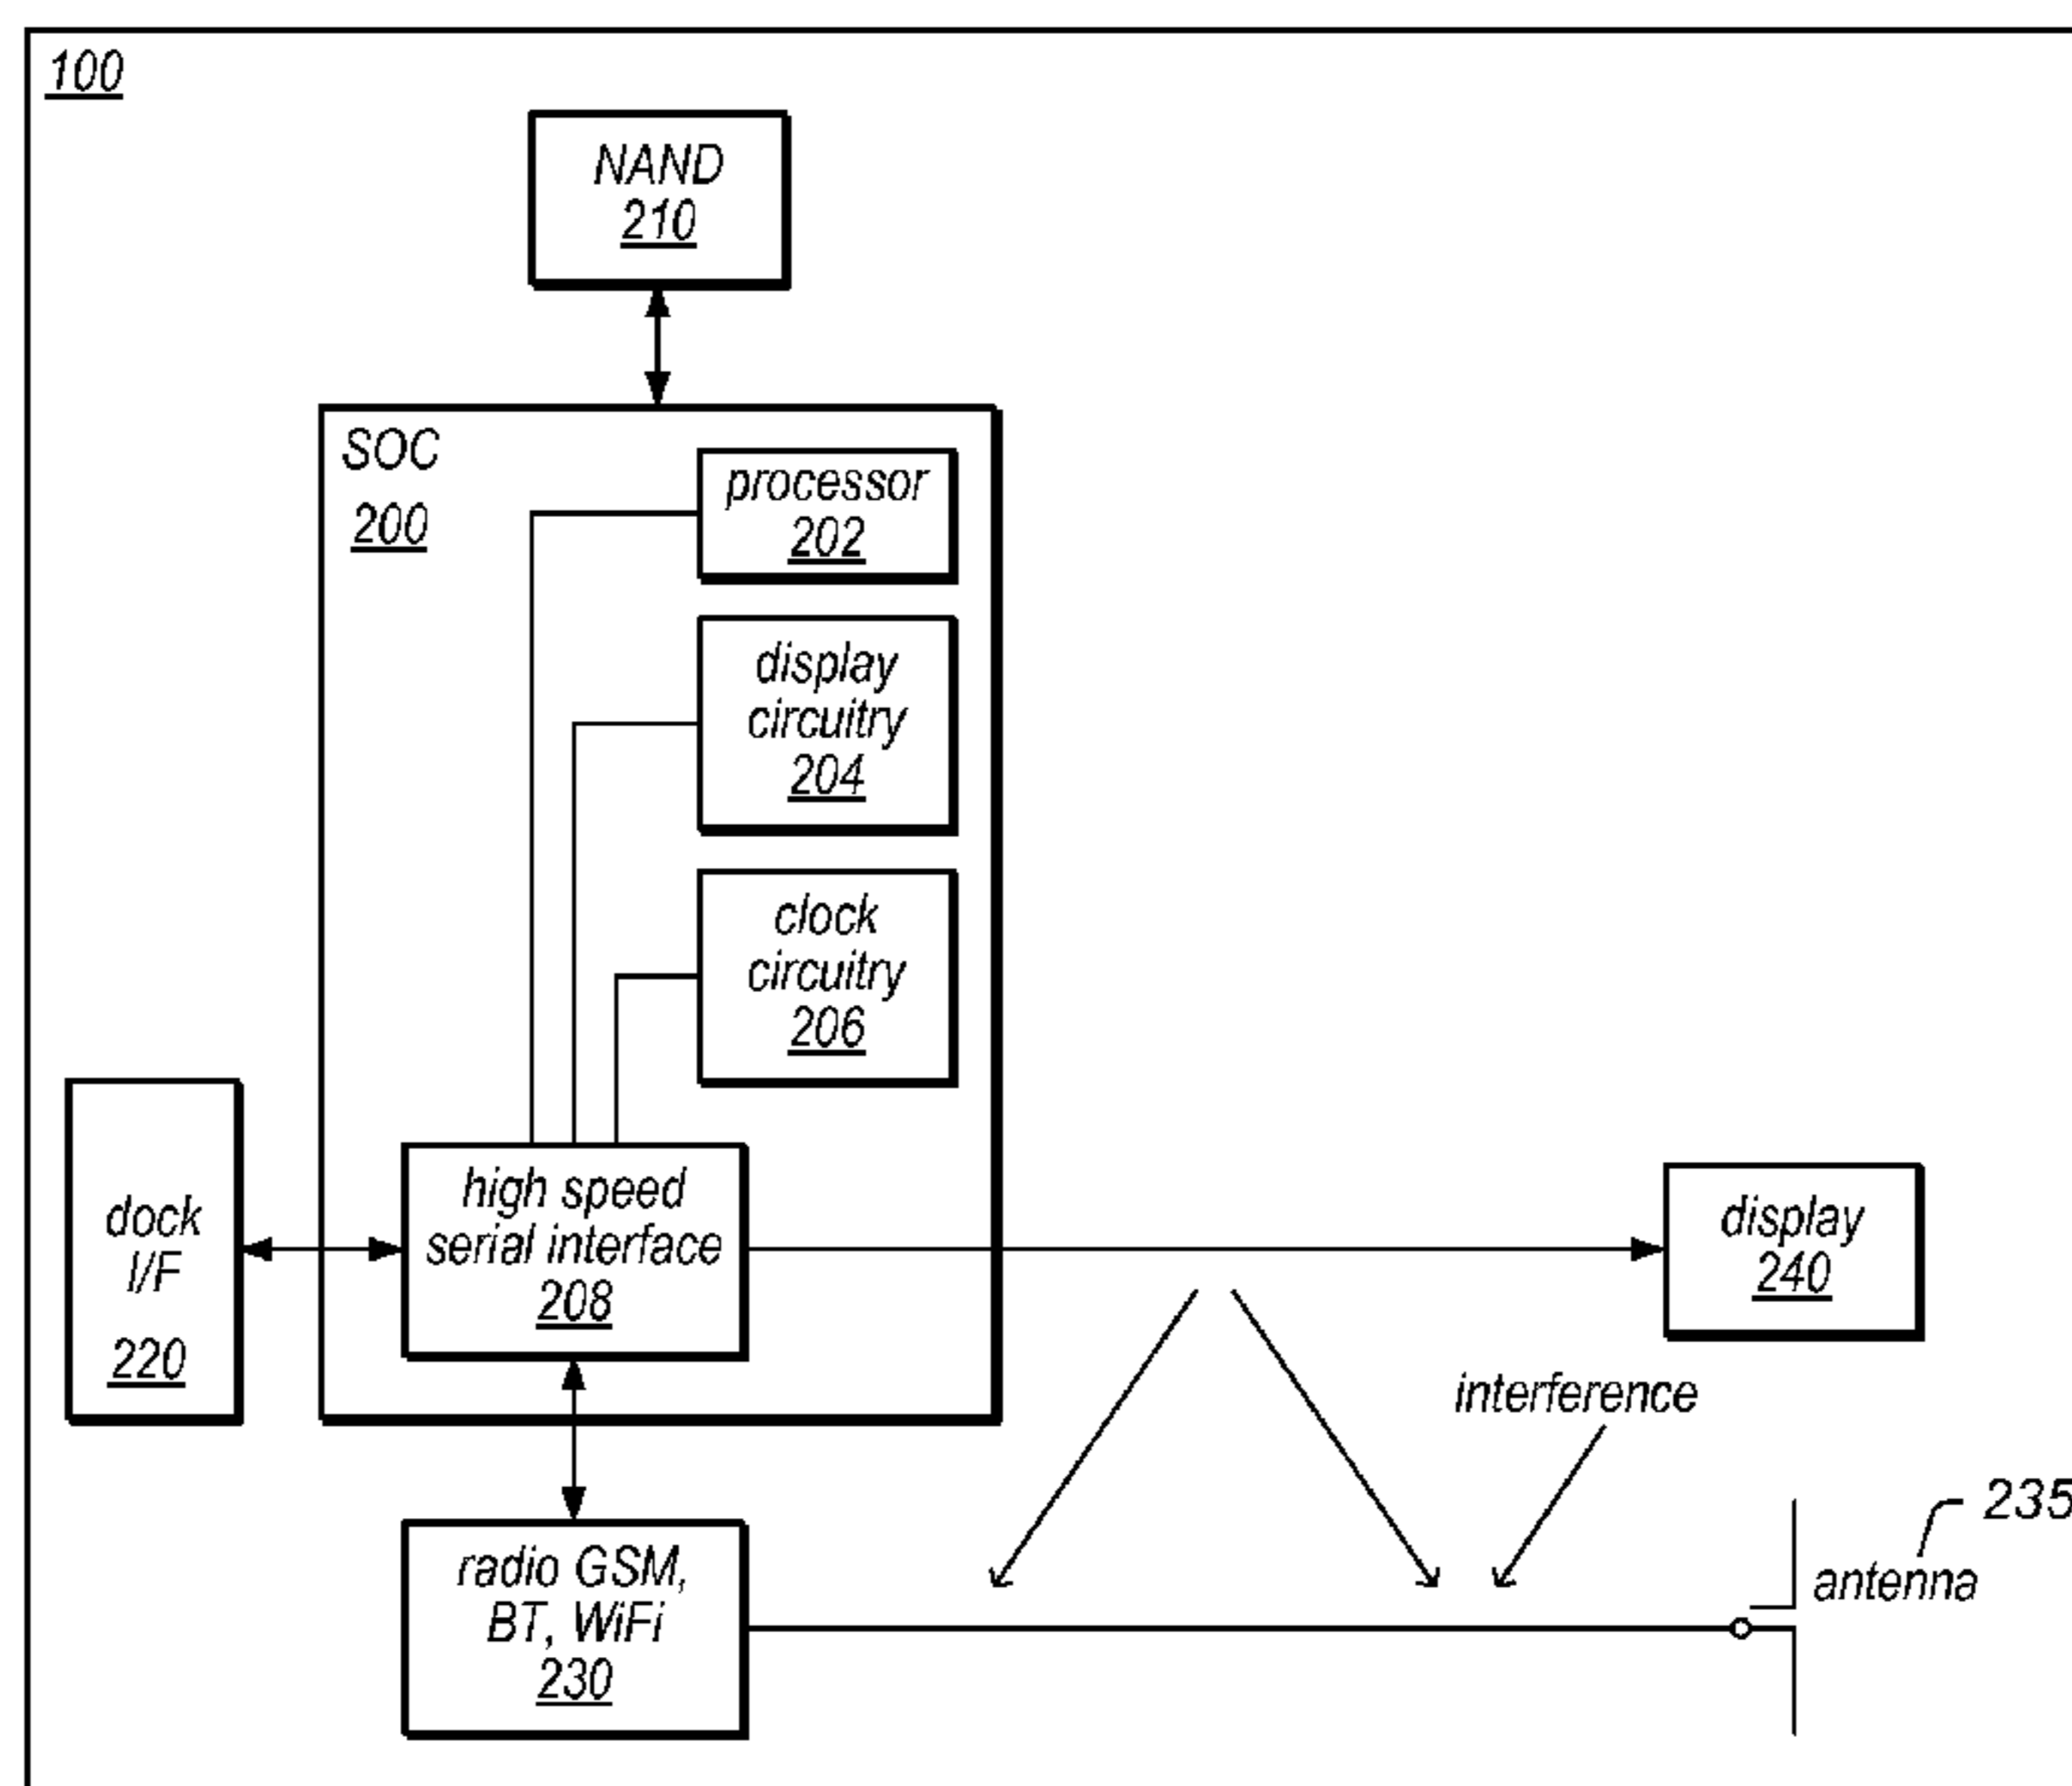 100
NAND
210
SOC
200
processor
202
display
circuitry
204
clock
circuitry
206
dock
I/F
220
high speed
serial interface
208
display
240
interference
radio GSM,
BT, WiFi
230
235
antenna